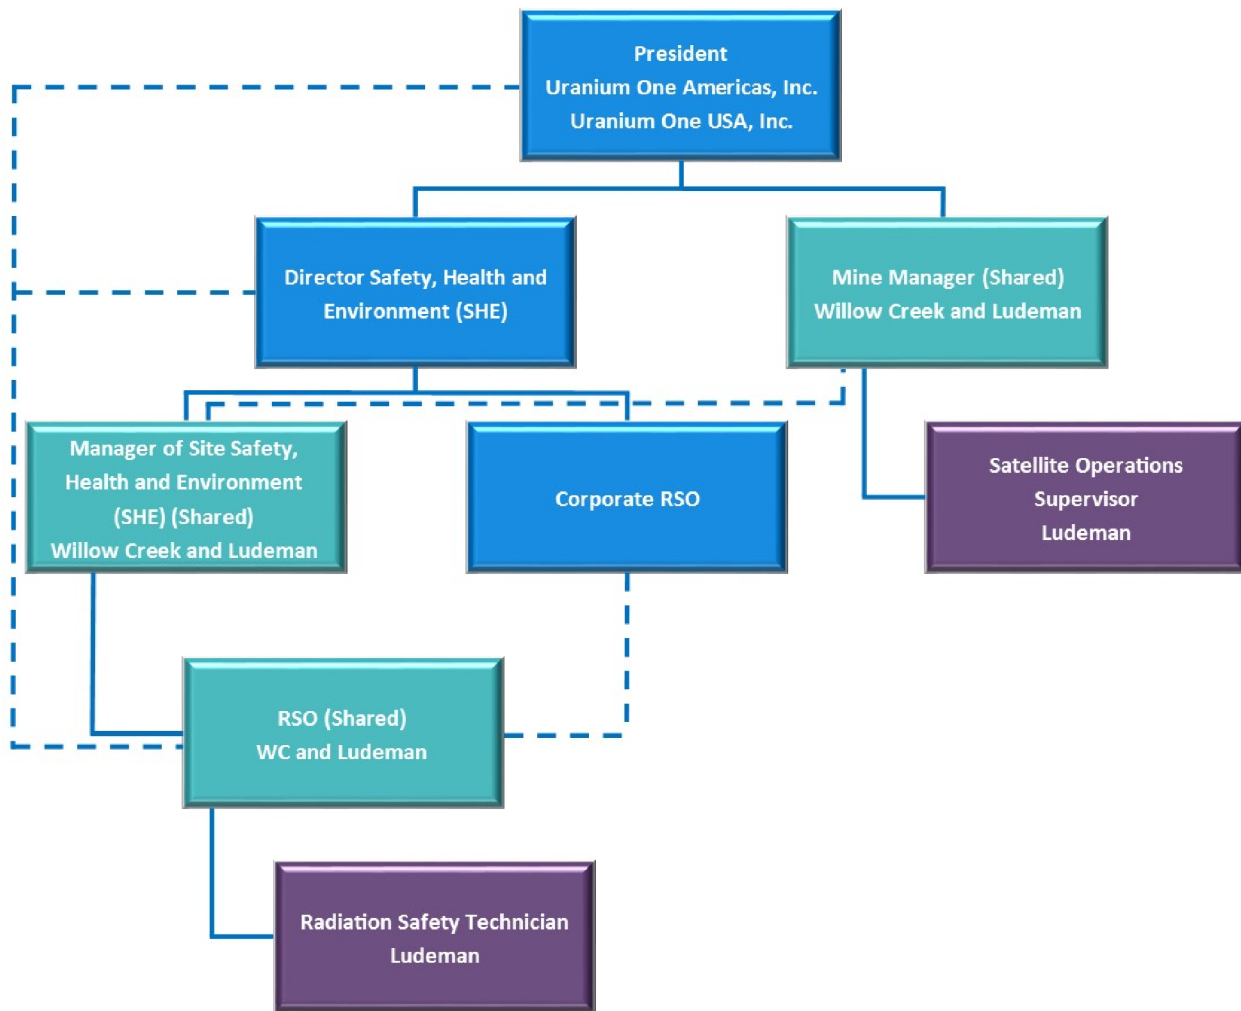 President
Uranium One Americas, Inc.
Uranium One USA, Inc.
Director Safety, Health and
Environment (SHE)
Mine Manager (Shared)
Willow Creek and Ludeman
Manager of Site Safety,
Health and Environment
(SHE) (Shared)
Willow Creek and Ludeman
Corporate RSO
Satellite Operations
Supervisor
Ludeman
RSO (Shared)
WC and Ludeman
Radiation Safety Technician
Ludeman